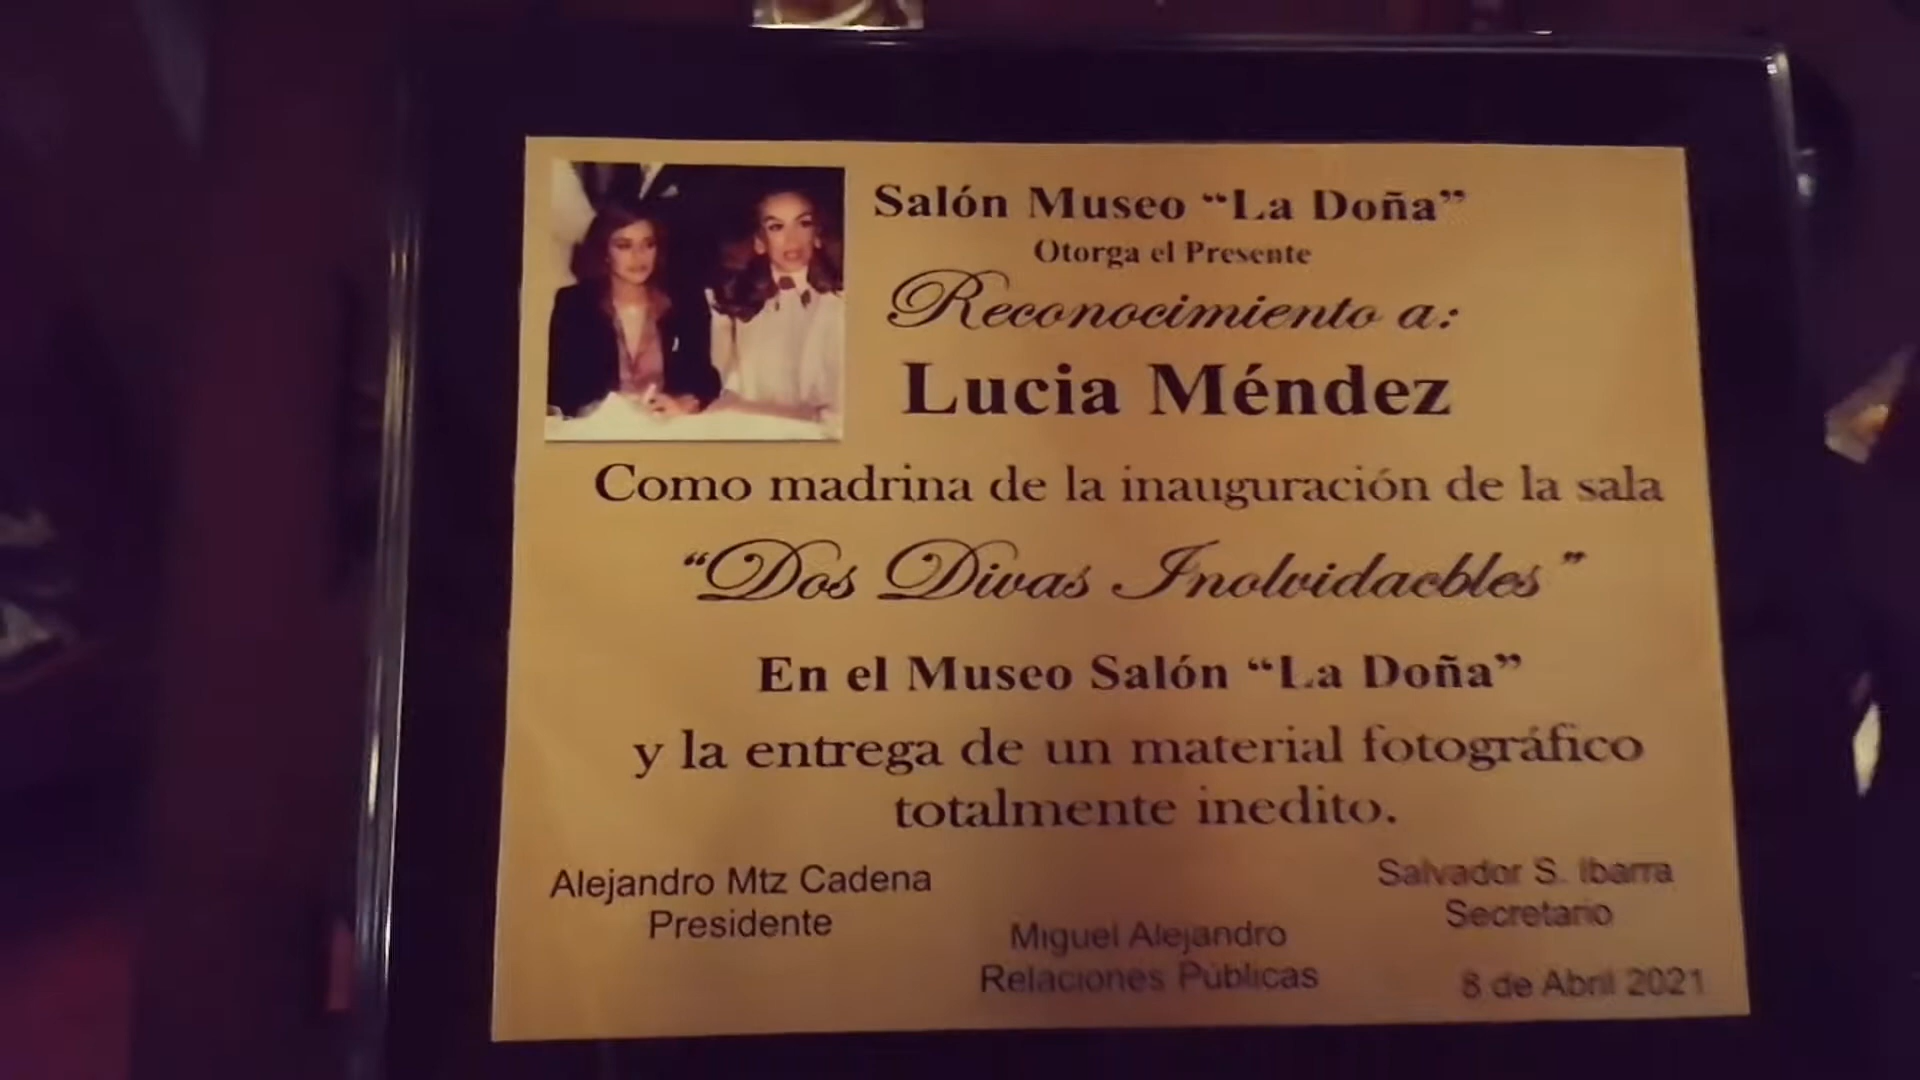 Salón Museo “La Doña”
Otorga el Presente
Reconocimiento a:
Lucia Méndez
Como madrina de la inauguración de la sala
“Dos Divas Inolvidaebles”
En el Museo Salón “La Doña”
y la entrega de un material fotográfico
totalmente inedito.
Alejandro Mtz Cadena
Presidente
Miguel Alejandro
Relaciones Públicas
Salvador S. Ibarra
Secretario
8 de Abril 2021